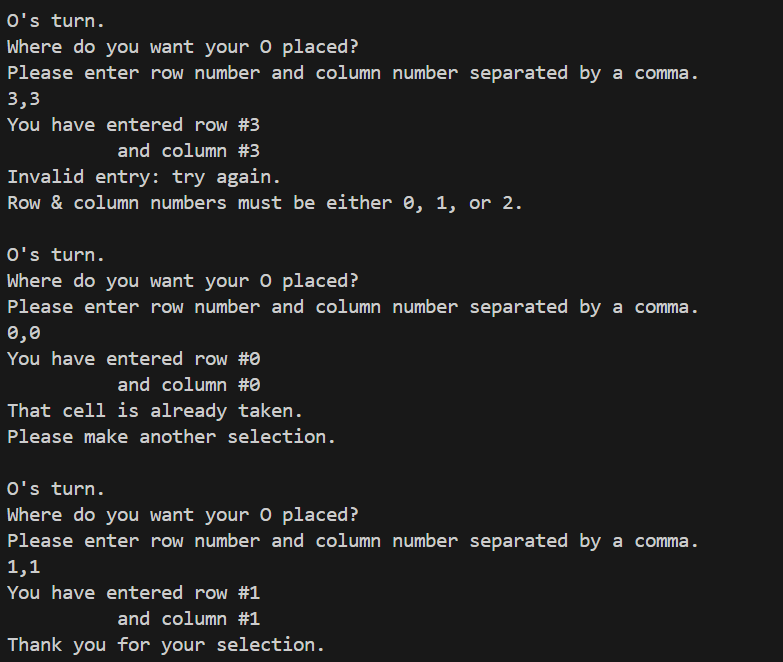 O's turn.
Where do you want your O placed?
Please enter row number and column number separated by a comma.
3,3
You have entered row #3
          and column #3
Invalid entry: try again.
Row & column numbers must be either 0, 1, or 2.

O's turn.
Where do you want your O placed?
Please enter row number and column number separated by a comma.
0,0
You have entered row #0
          and column #0
That cell is already taken.
Please make another selection.

O's turn.
Where do you want your O placed?
Please enter row number and column number separated by a comma.
1,1
You have entered row #1
          and column #1
Thank you for your selection.